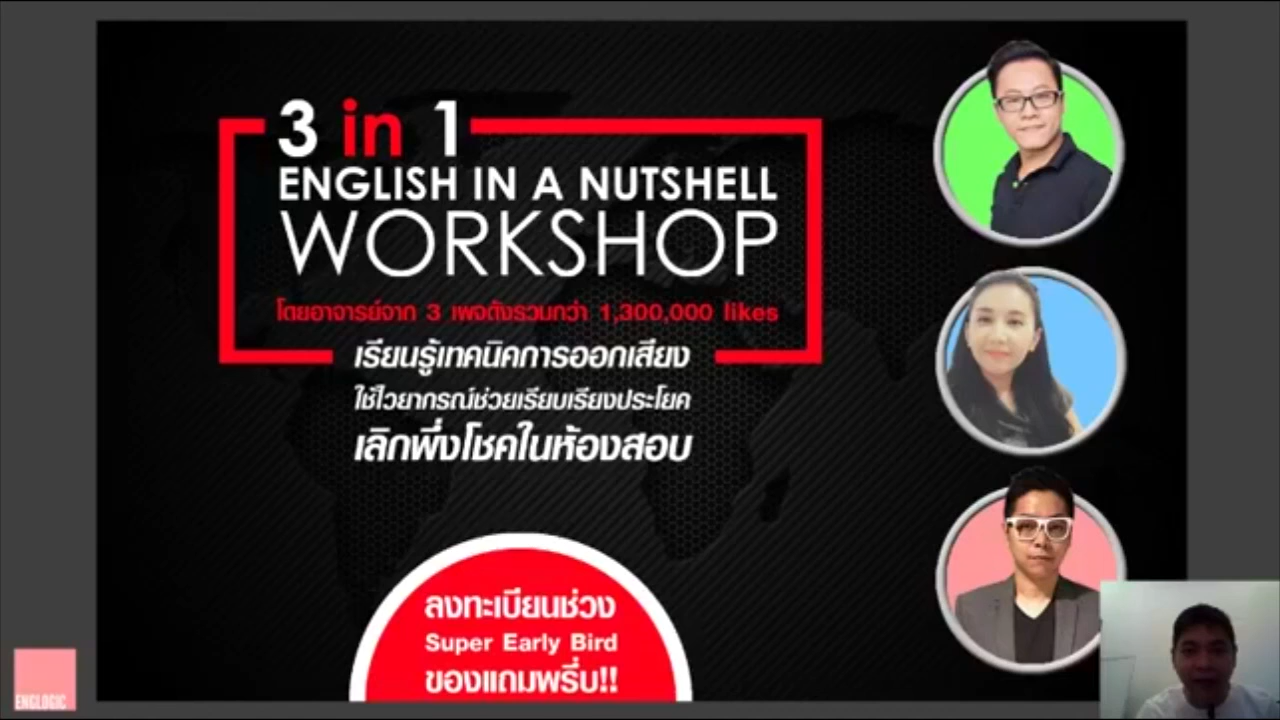 3 in 1
ENGLISH IN A NUTSHELL
WORKSHOP
โดยอาจารย์จาก 3 เพจดังรวมกว่า 1,300,000 likes
เรียนรู้เทคนิคการออกเสียง
ใช้ไวยากรณ์ช่วยเรียบเรียงประโยค
เลิกพึ่งโชคในห้องสอบ
ลงทะเบียนช่วง
Super Early Bird
ของแถมพรึ่บ!!
ENGLOGIC